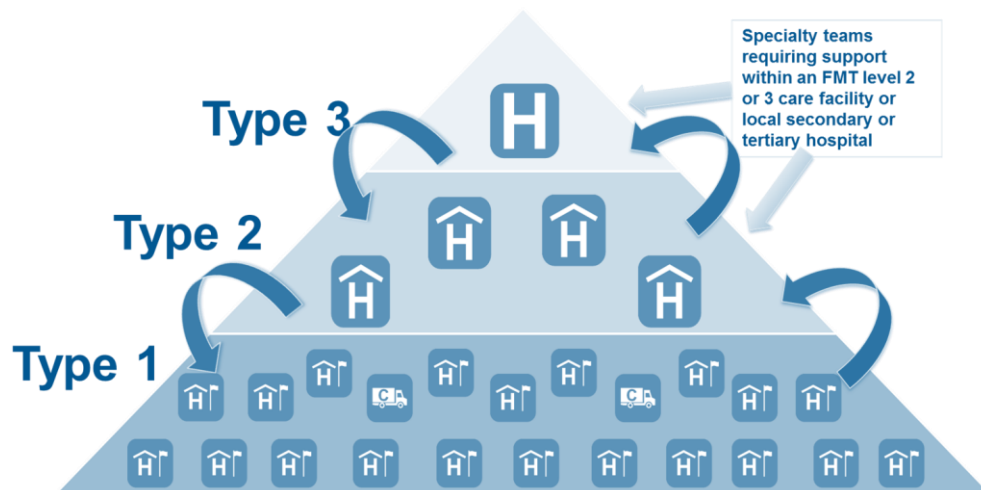 Specialty teams
requiring support
within an FMT level 2
or 3 care facility or
local secondary or
tertiary hospital
Type 3
H
Type 2
H H
H H
Type 1
H H H H
H H C H C H H
H H H H H H H H H H H